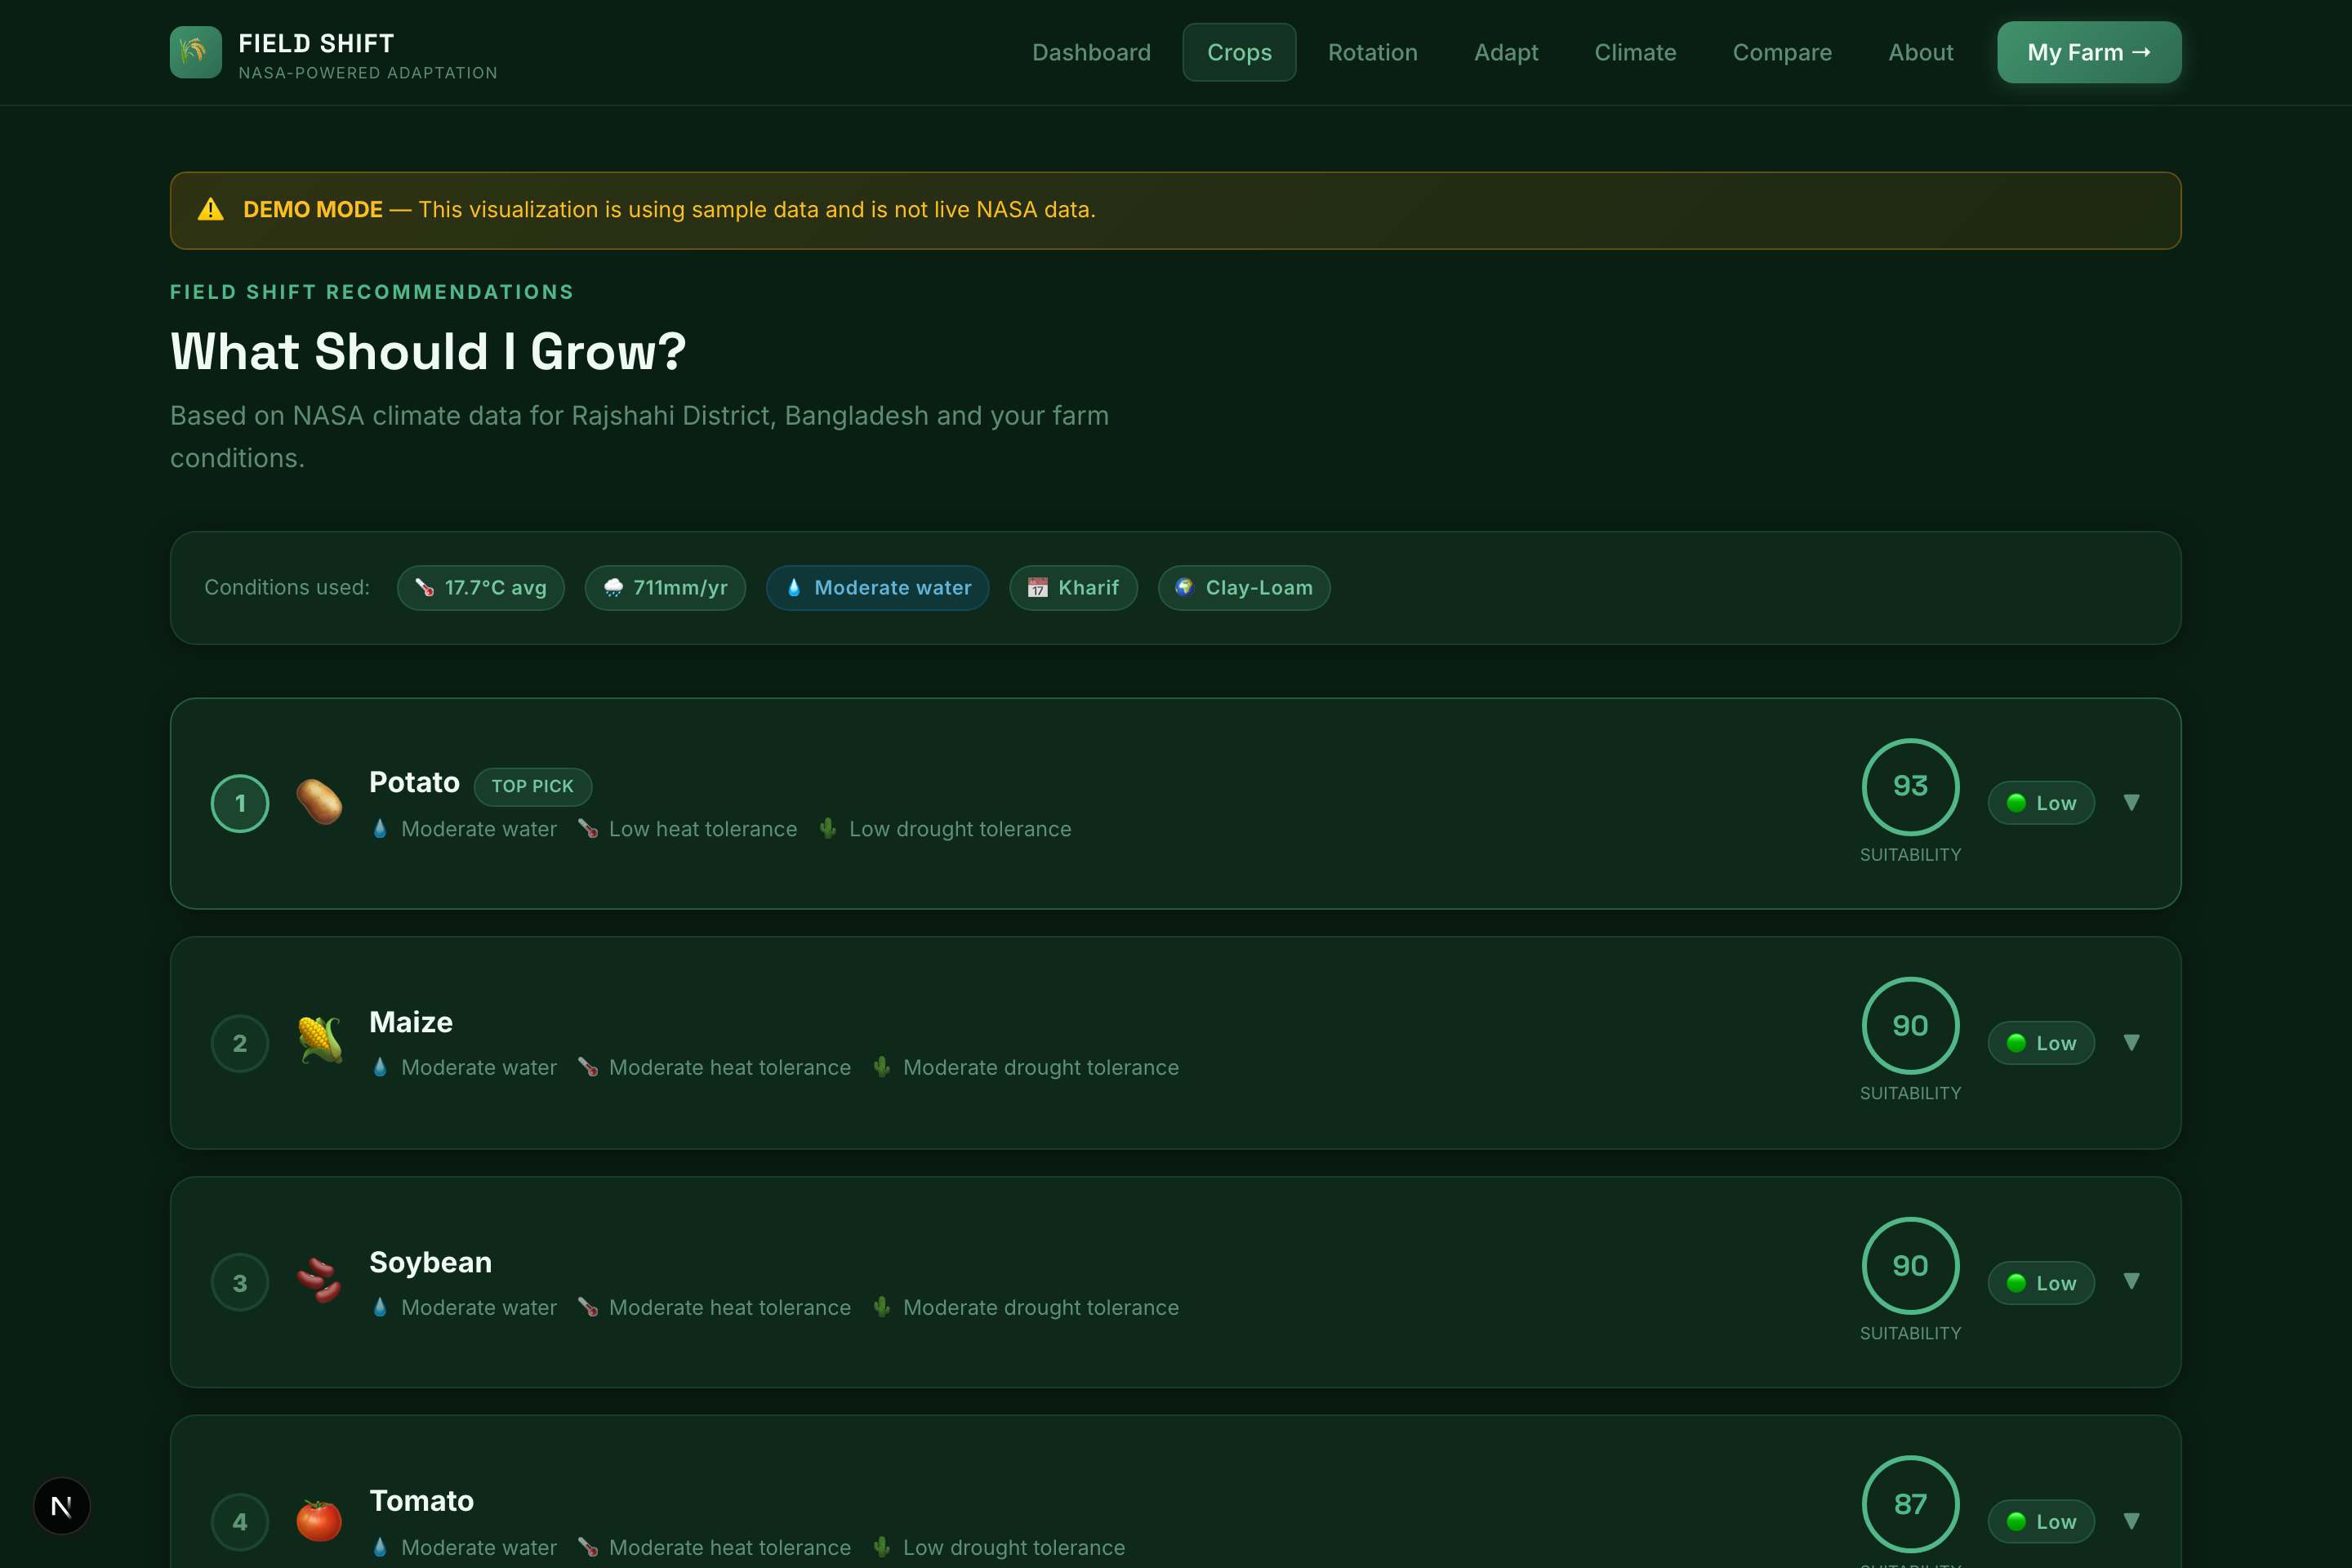 FIELD SHIFT
NASA-POWERED ADAPTATION
Dashboard
Crops
Rotation
Adapt
Climate
Compare
About
My Farm →
DEMO MODE — This visualization is using sample data and is not live NASA data.
FIELD SHIFT RECOMMENDATIONS
What Should I Grow?
Based on NASA climate data for Rajshahi District, Bangladesh and your farm
conditions.
Conditions used:
17.7°C avg
711mm/yr
Moderate water
Kharif
Clay-Loam
1
Potato
TOP PICK
Moderate water
Low heat tolerance
Low drought tolerance
93
SUITABILITY
Low
2
Maize
Moderate water
Moderate heat tolerance
Moderate drought tolerance
90
SUITABILITY
Low
3
Soybean
Moderate water
Moderate heat tolerance
Moderate drought tolerance
90
SUITABILITY
Low
4
Tomato
Moderate water
Moderate heat tolerance
Low drought tolerance
87
Low